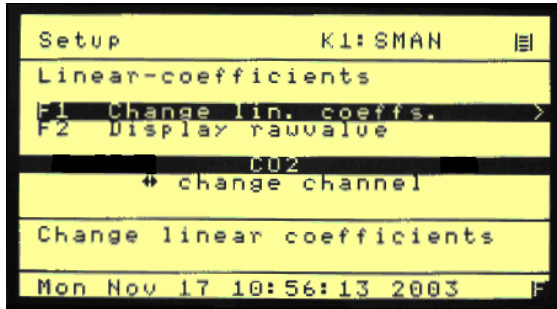 Setup K1: SMAN
Linear-coefficients
F1 Change lin. coeffs. >
F2 Display rawvalue
CO2
change channel
Change linear coefficients
Mon Nov 17 10:56:13 2003 F